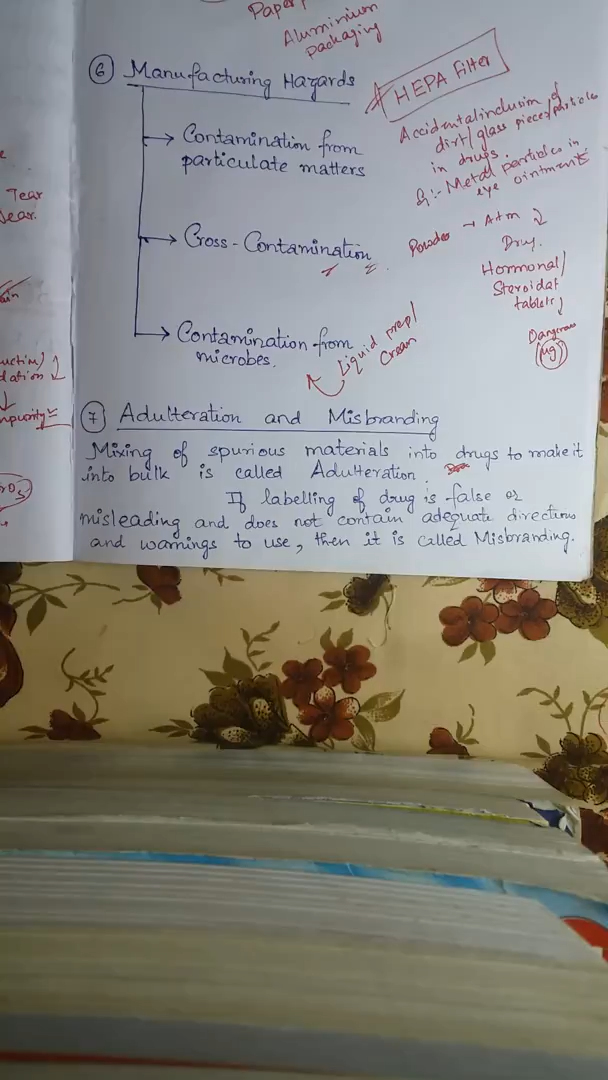 Paper,
Aluminium
Packaging
6 Manufacturing Hazards
* HEPA Filter
→ Contamination from
particulate matters
Accidental inclusion of
dirt/glass pieces/particles
in drugs.
Metal particles in
eye ointments
→ Cross-Contamination
Powder → Atm ↓
Drug.
Hormonal/
Steroidal
tablets ↓
Dangerous
(μg)
→ Contamination from
microbes.
Liquid prep/
Cream
7 Adulteration and Misbranding
Mixing of spurious materials into drugs to make it
into bulk is called Adulteration.
If labelling of drug is false or
misleading and does not contain adequate directions
and warnings to use, then it is called Misbranding.
Tear